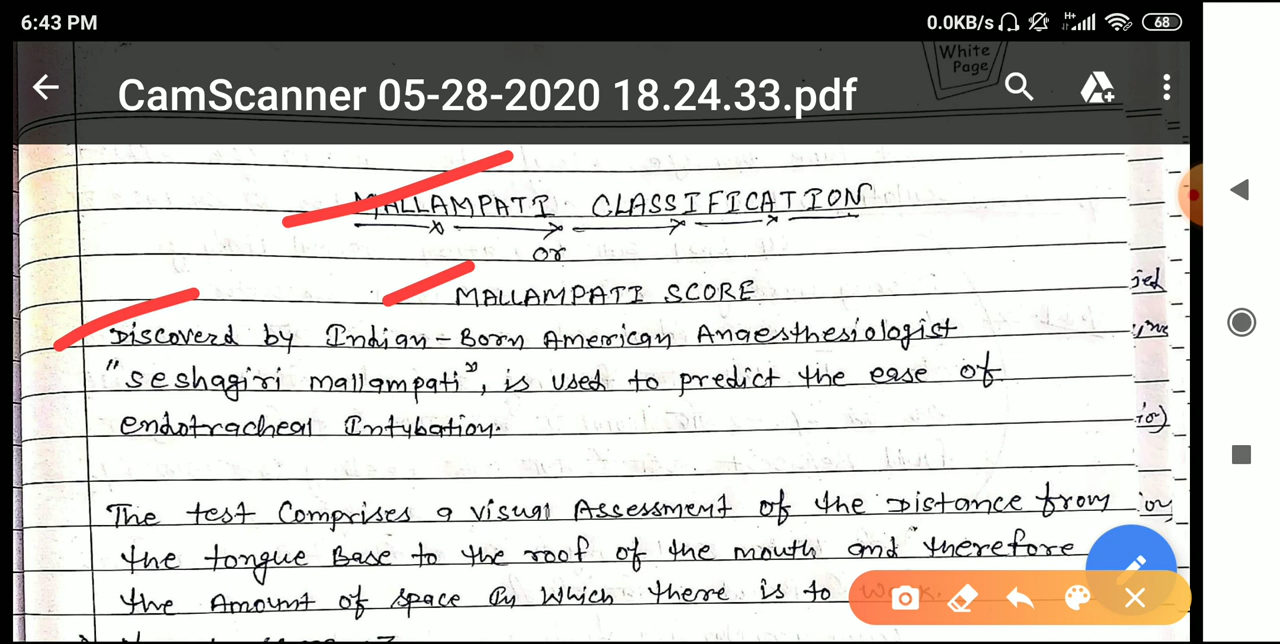 6:43 PM
0.0KB/s
H+
68
White
Page
CamScanner 05-28-2020 18.24.33.pdf
MALLAMPATI CLASSIFICATION
or
MALLAMPATI SCORE
Discoverd by Indian-Born American Anaesthesiologist
"seshagiri mallampati", is used to predict the ease of
endotracheal Intubation.
The test Comprises a visual Assessment of the Distance from
the tongue Base to the roof of the mouth and therefore
the Amount of space in which there is to work.